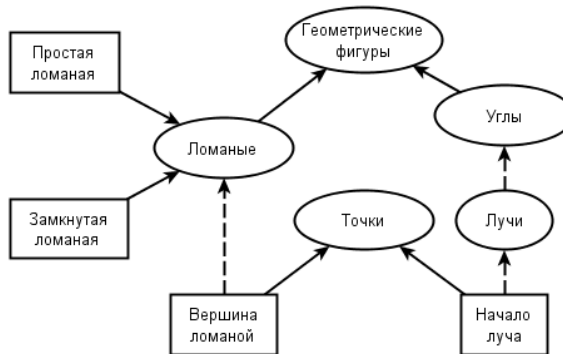 Простая
ломаная
Геометрические
фигуры
Углы
Ломаные
Замкнутая
ломаная
Точки
Лучи
Вершина
ломаной
Начало
луча